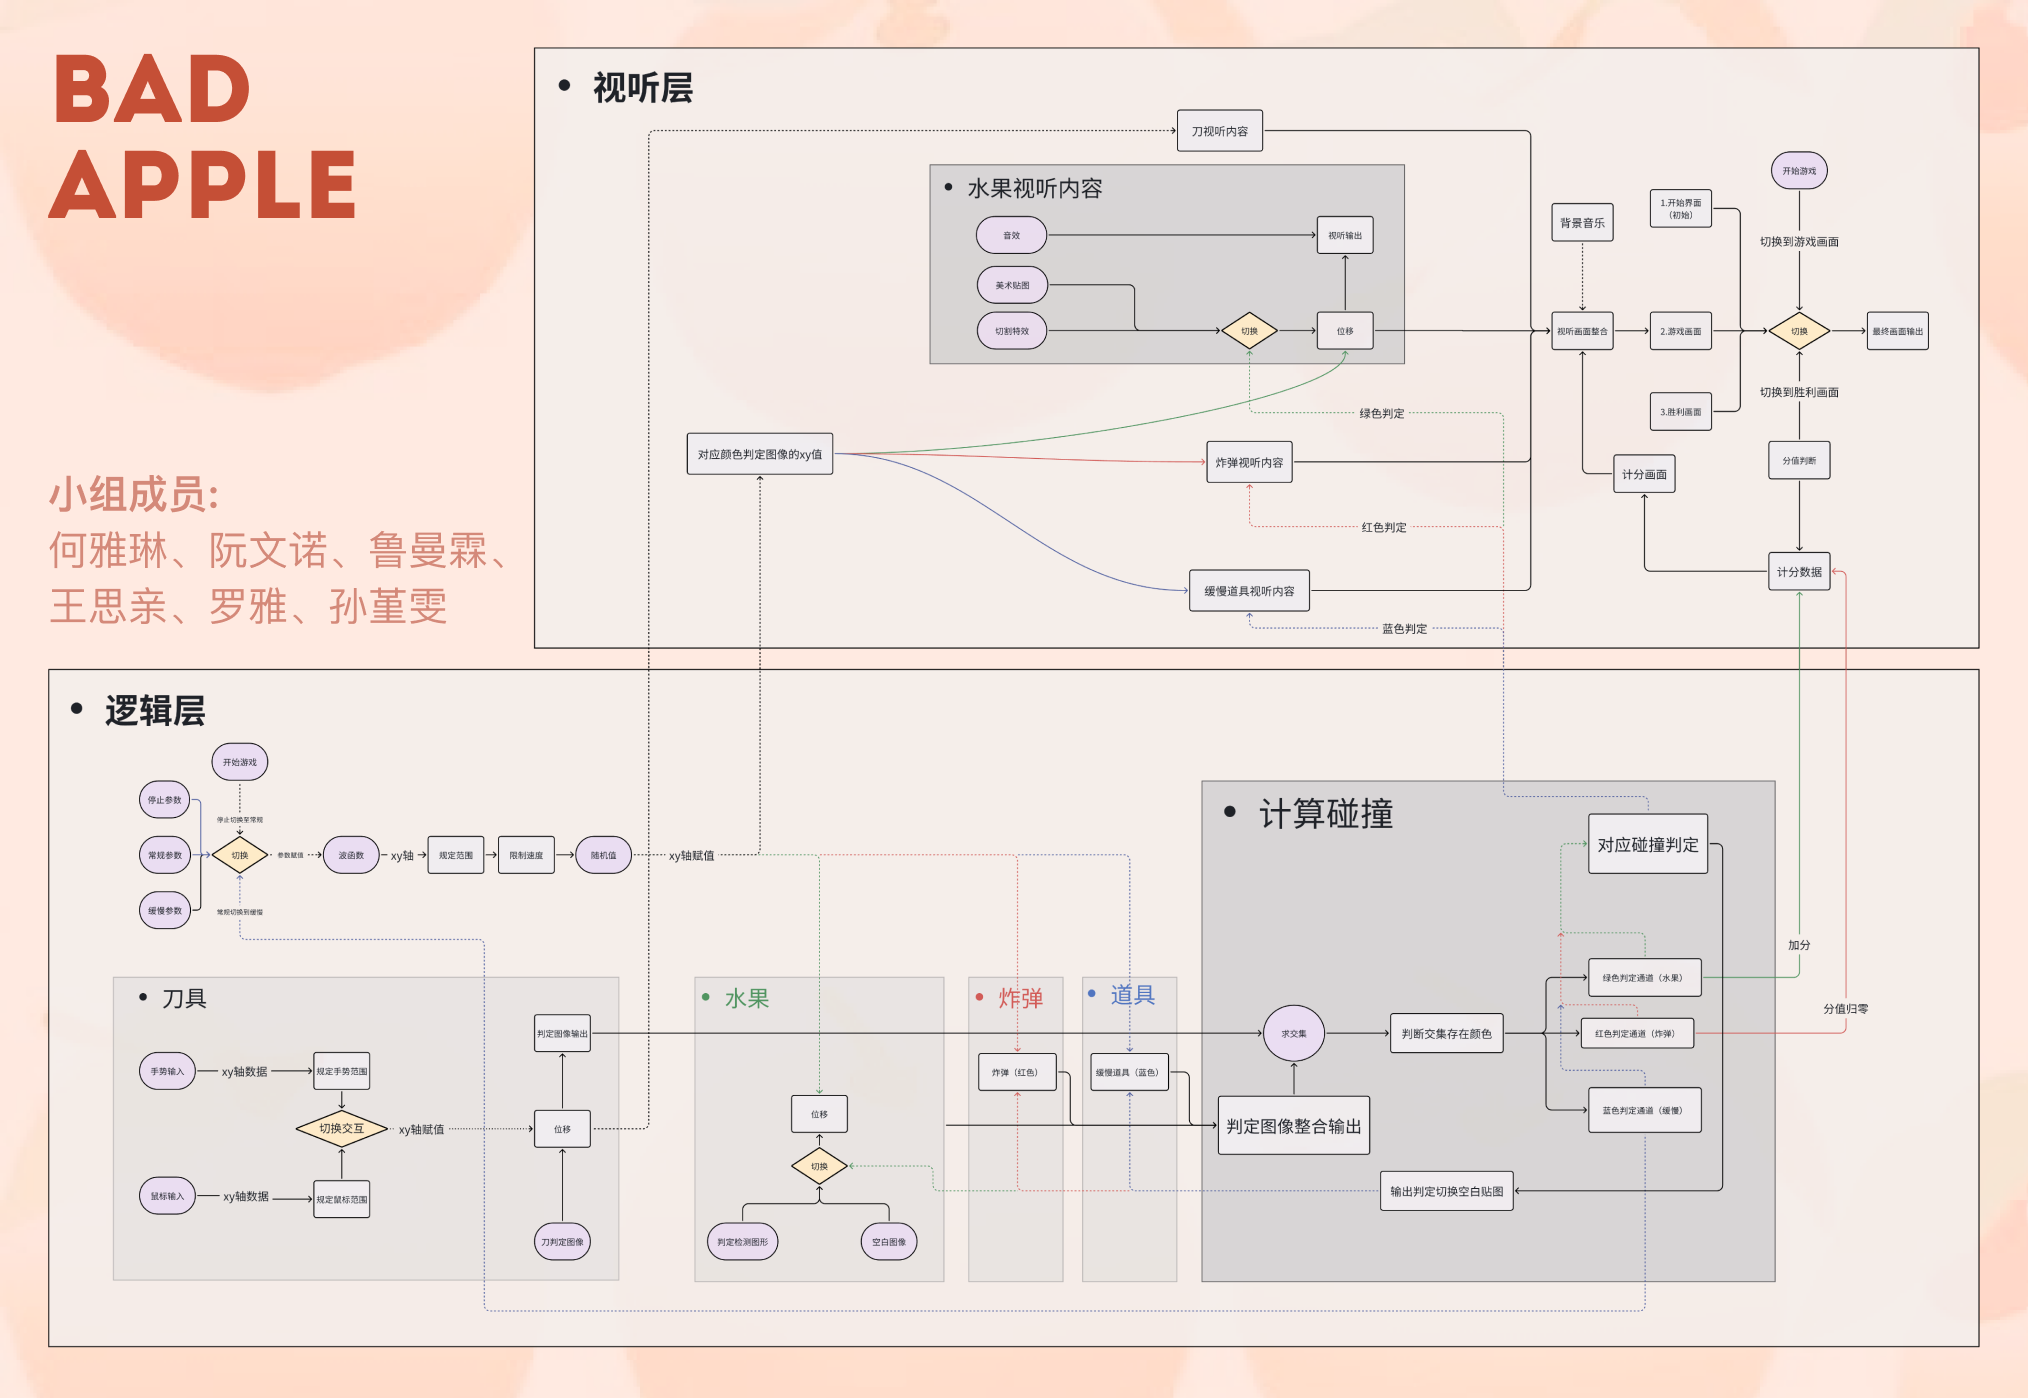 BAD
APPLE
小组成员:
何雅琳、阮文诺、鲁曼霖、
王思亲、罗雅、孙堇雯
视听层
刀视听内容
水果视听内容
音效
视听输出
美术贴图
切割特效
切换
位移
背景音乐
1.开始界面
(初始)
开始游戏
切换到游戏画面
视听画面整合
2.游戏画面
切换
最终画面输出
切换到胜利画面
3.胜利画面
绿色判定
对应颜色判定图像的xy值
炸弹视听内容
计分画面
分值判断
红色判定
计分数据
缓慢道具视听内容
蓝色判定
逻辑层
开始游戏
停止参数
停止切换至常规
常规参数
切换
参数赋值
波函数
xy轴
规定范围
限制速度
随机值
xy轴赋值
缓慢参数
常规切换到缓慢
刀具
判定图像输出
手势输入
xy轴数据
规定手势范围
切换交互
xy轴赋值
位移
鼠标输入
xy轴数据
规定鼠标范围
刀判定图像
水果
位移
切换
判定检测图形
空白图像
炸弹
炸弹（红色）
道具
缓慢道具（蓝色）
计算碰撞
对应碰撞判定
加分
绿色判定通道（水果）
分值归零
求交集
判断交集存在颜色
红色判定通道（炸弹）
蓝色判定通道（缓慢）
判定图像整合输出
输出判定切换空白贴图